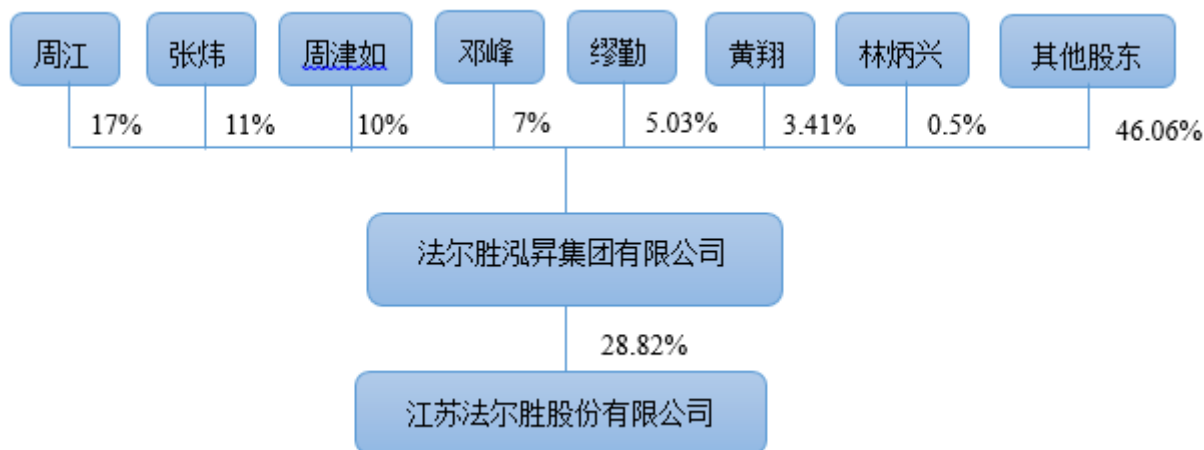 周江
张炜
周津如
邓峰
缪勤
黄翔
林炳兴
其他股东
17%
11%
10%
7%
5.03%
3.41%
0.5%
46.06%
法尔胜泓昇集团有限公司
28.82%
江苏法尔胜股份有限公司